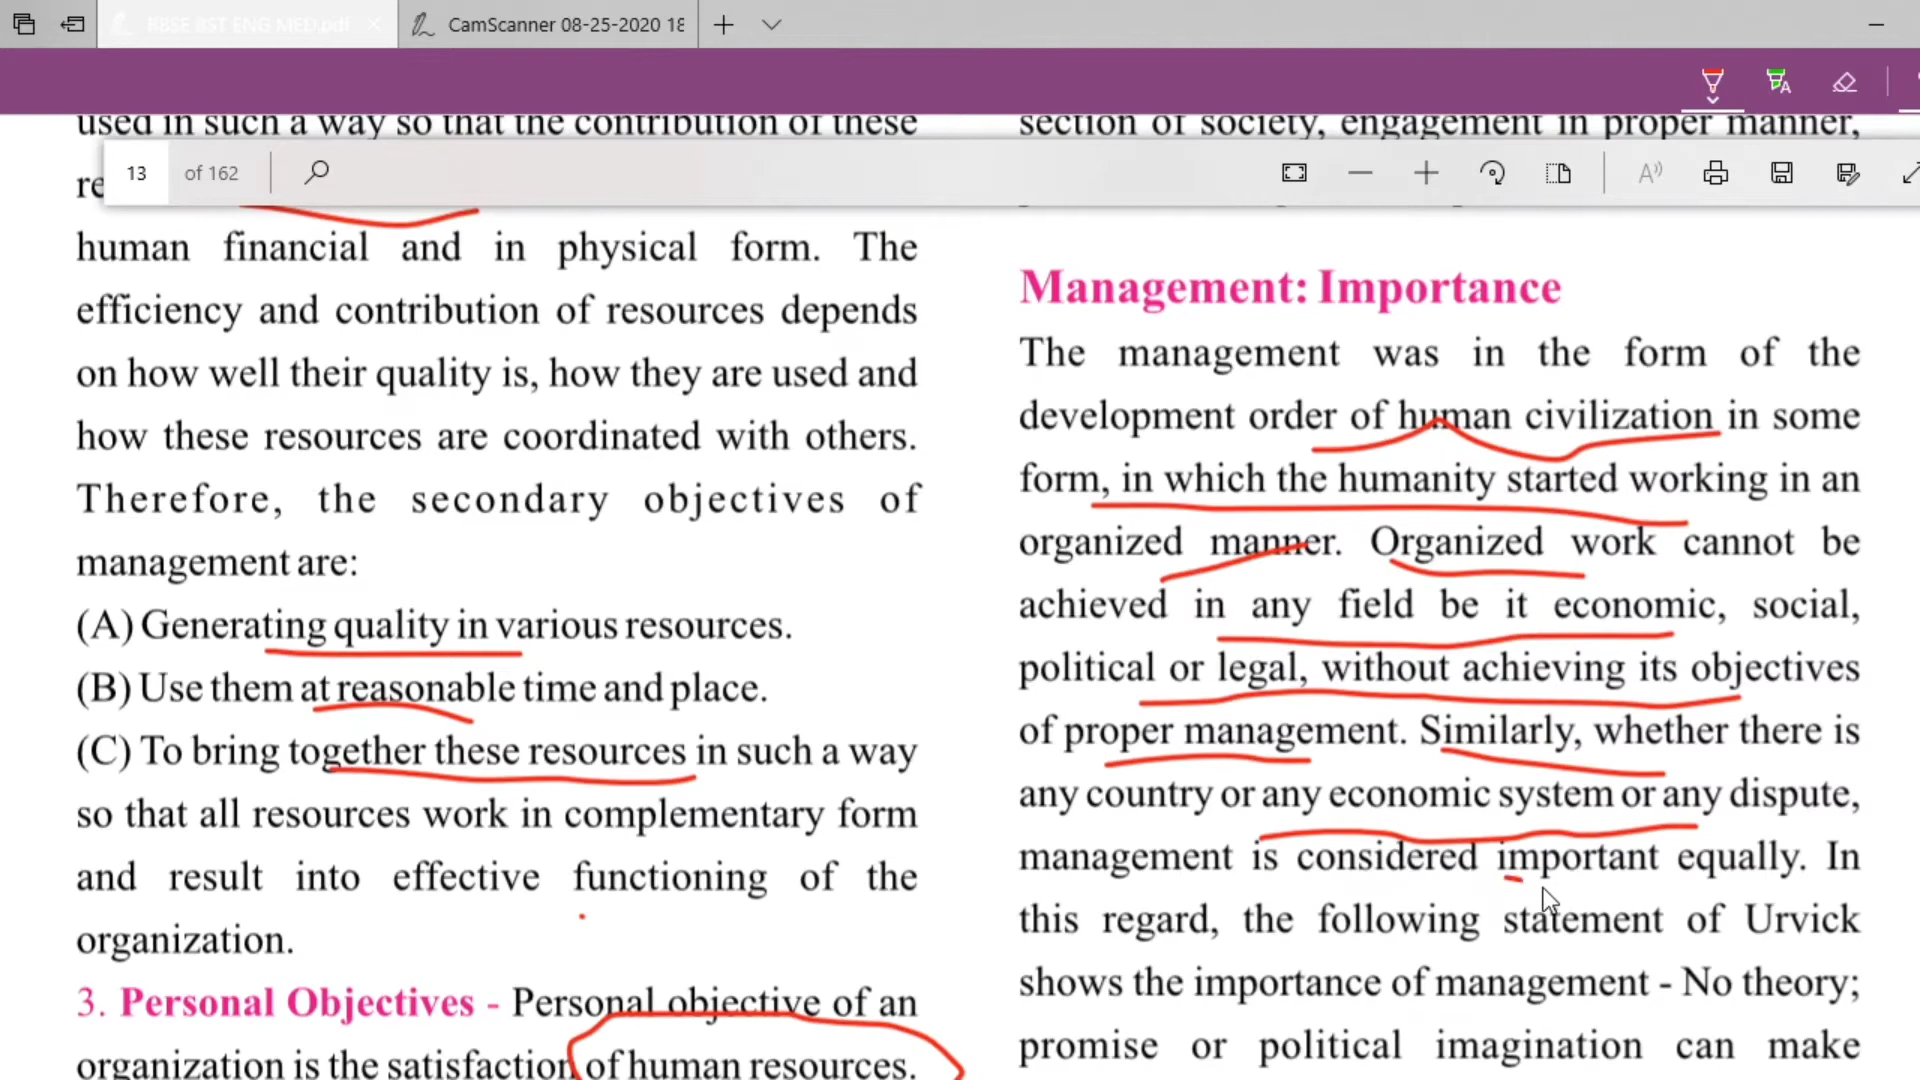 RBSE BST ENG MED.pdf
CamScanner 08-25-2020 18
13 of 162
used in such a way so that the contribution of these
human financial and in physical form. The
efficiency and contribution of resources depends
on how well their quality is, how they are used and
how these resources are coordinated with others.
Therefore, the secondary objectives of
management are:
(A) Generating quality in various resources.
(B) Use them at reasonable time and place.
(C) To bring together these resources in such a way
so that all resources work in complementary form
and result into effective functioning of the
organization.
3. Personal Objectives - Personal objective of an
organization is the satisfaction of human resources.
section of society, engagement in proper manner,
Management: Importance
The management was in the form of the
development order of human civilization in some
form, in which the humanity started working in an
organized manner. Organized work cannot be
achieved in any field be it economic, social,
political or legal, without achieving its objectives
of proper management. Similarly, whether there is
any country or any economic system or any dispute,
management is considered important equally. In
this regard, the following statement of Urvick
shows the importance of management - No theory;
promise or political imagination can make